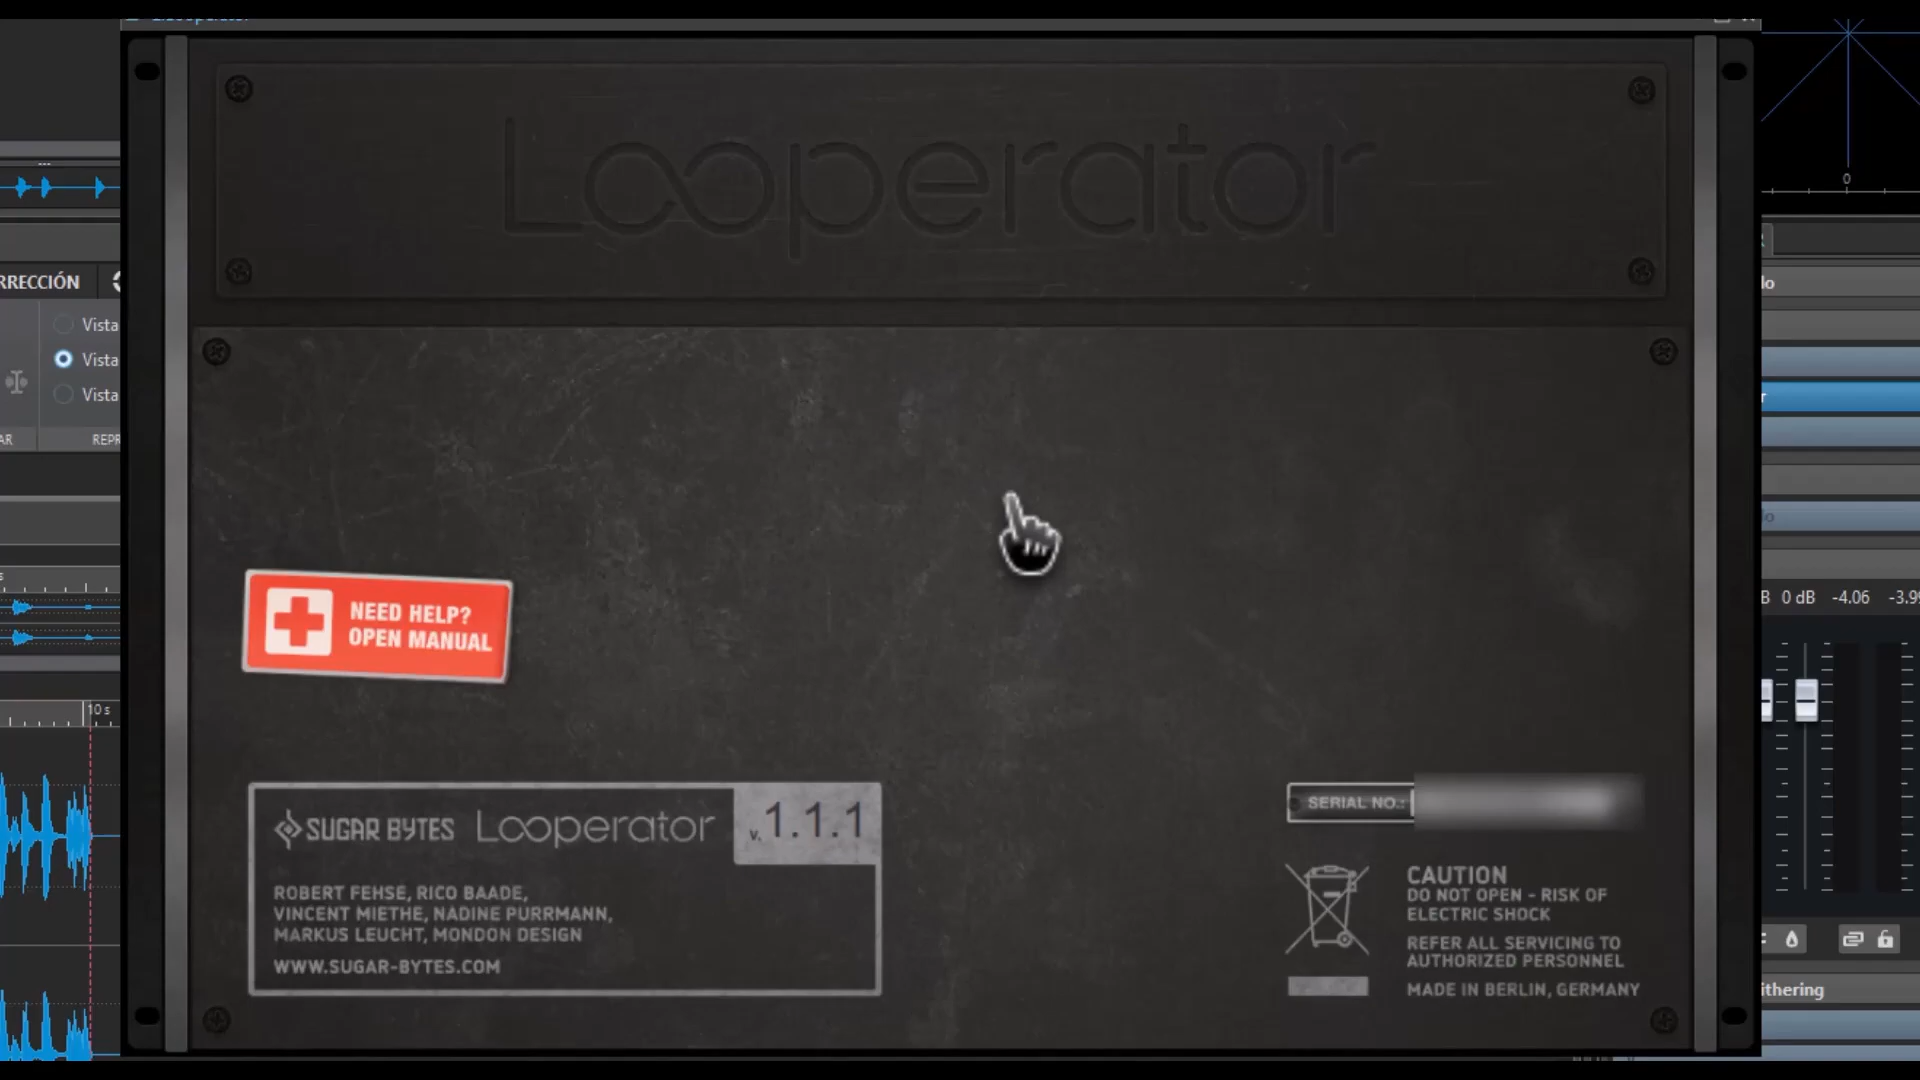 Looperator
RRECCIÓN
Vista
Vista
Vista
AR
REPR
NEED HELP?
OPEN MANUAL
10 s
SUGAR BYTES Looperator v.1.1.1
ROBERT FEHSE, RICO BAADE,
VINCENT MIETHE, NADINE PURRMANN,
MARKUS LEUCHT, MONDON DESIGN
WWW.SUGAR-BYTES.COM
SERIAL NO.:
CAUTION
DO NOT OPEN - RISK OF
ELECTRIC SHOCK
REFER ALL SERVICING TO
AUTHORIZED PERSONNEL
MADE IN BERLIN, GERMANY
0
lo
r
lo
B 0 dB -4.06 -3.9
ithering